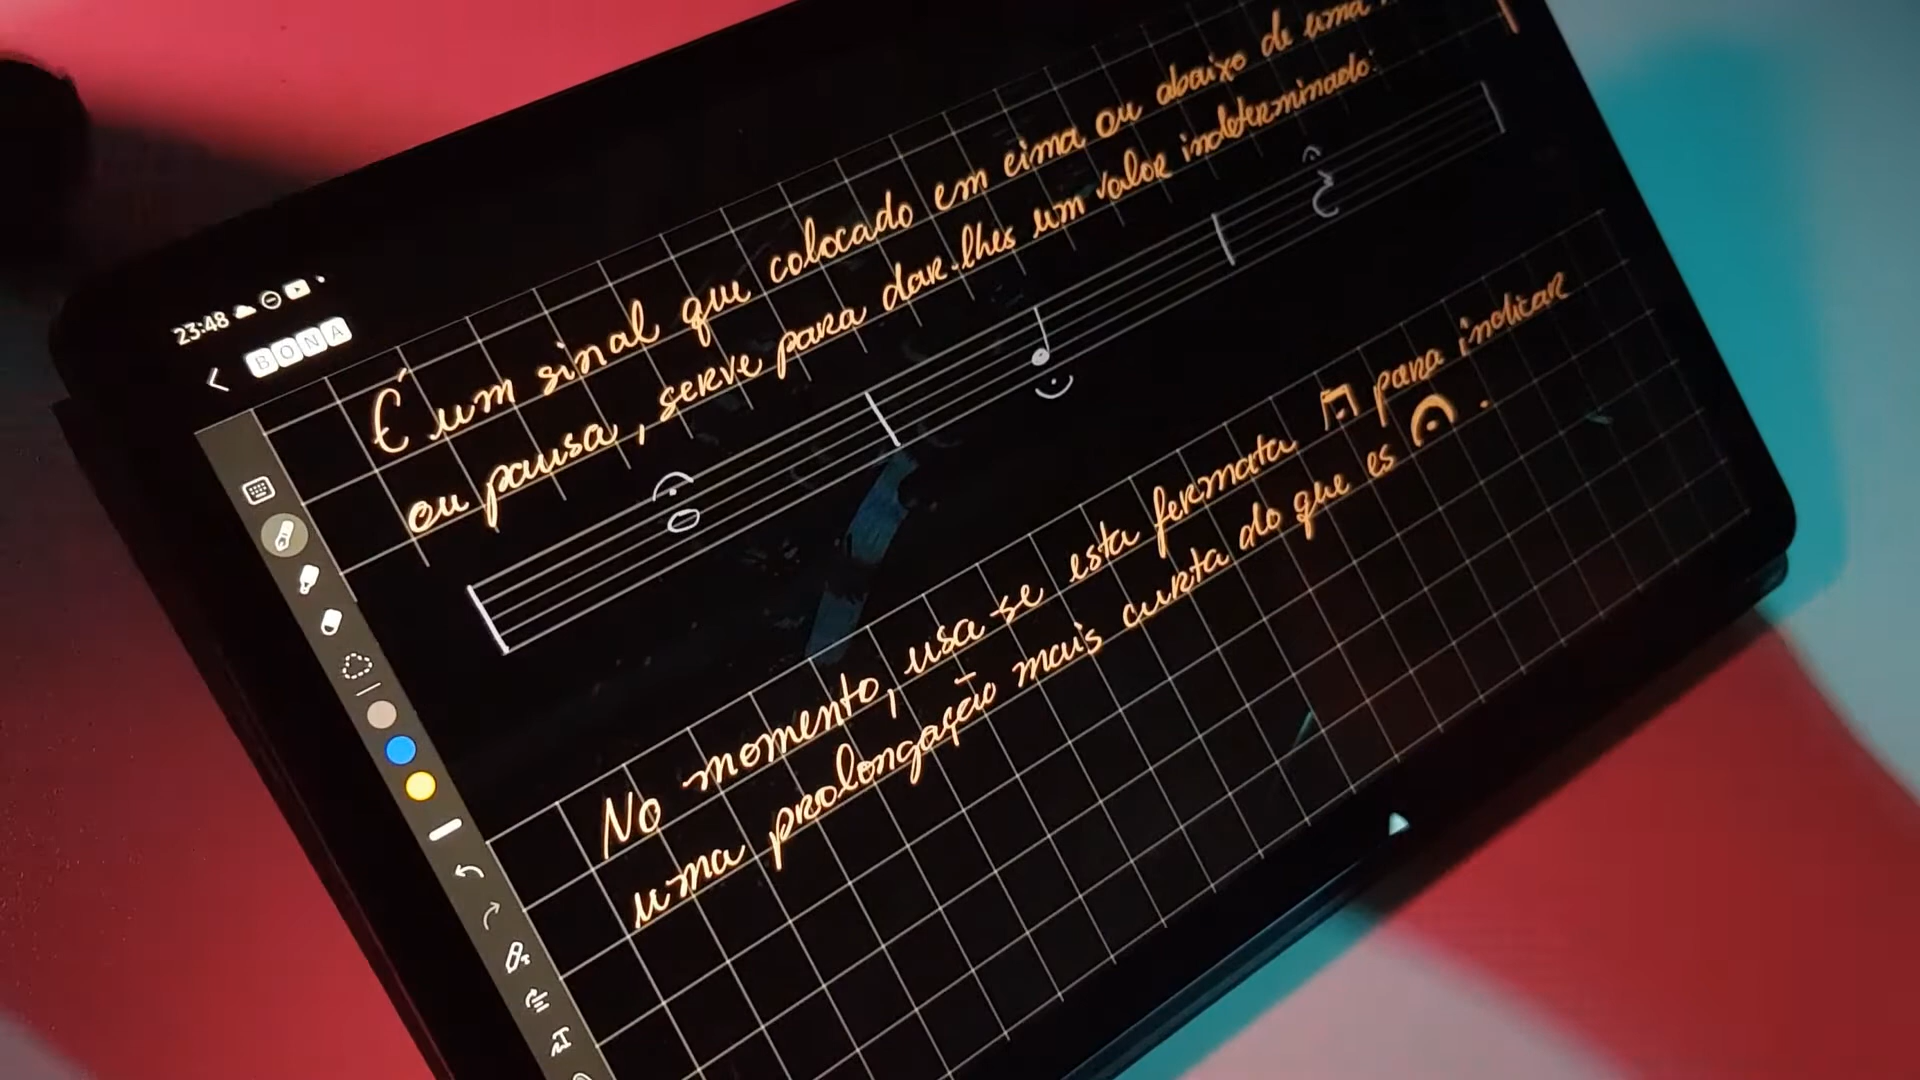 23:48
BONA
É um sinal que colocado em cima ou abaixo de uma
ou pausa, serve para dar-lhes um valor indeterminado:
No momento, usa-se esta fermata para indicar
uma prolongação mais curta do que es